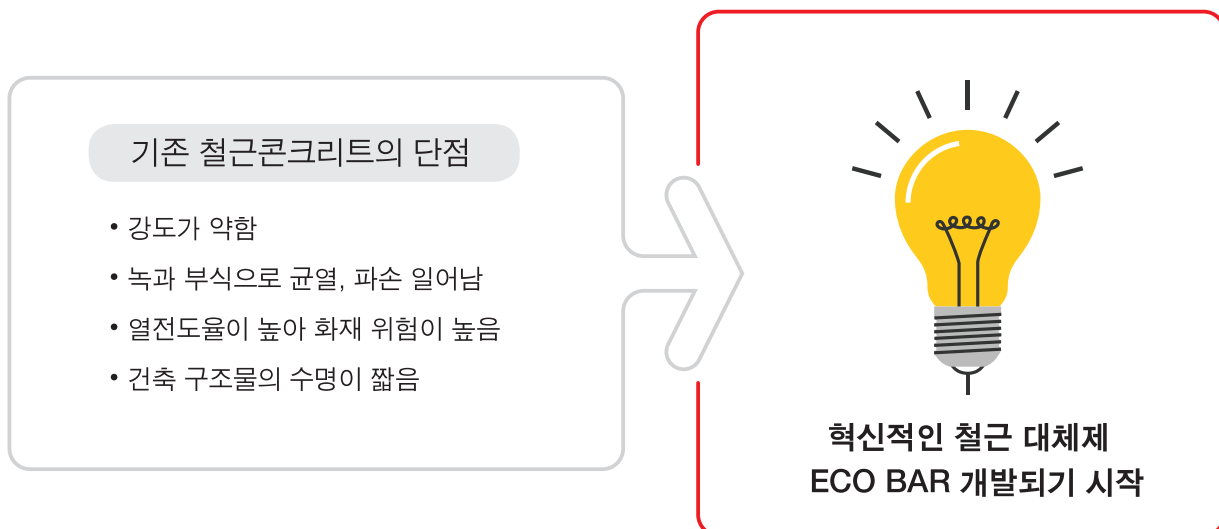 기존 철근콘크리트의 단점
• 강도가 약함
• 녹과 부식으로 균열, 파손 일어남
• 열전도율이 높아 화재 위험이 높음
• 건축 구조물의 수명이 짧음
혁신적인 철근 대체제
ECO BAR 개발되기 시작